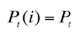 P_t(i) = P_t